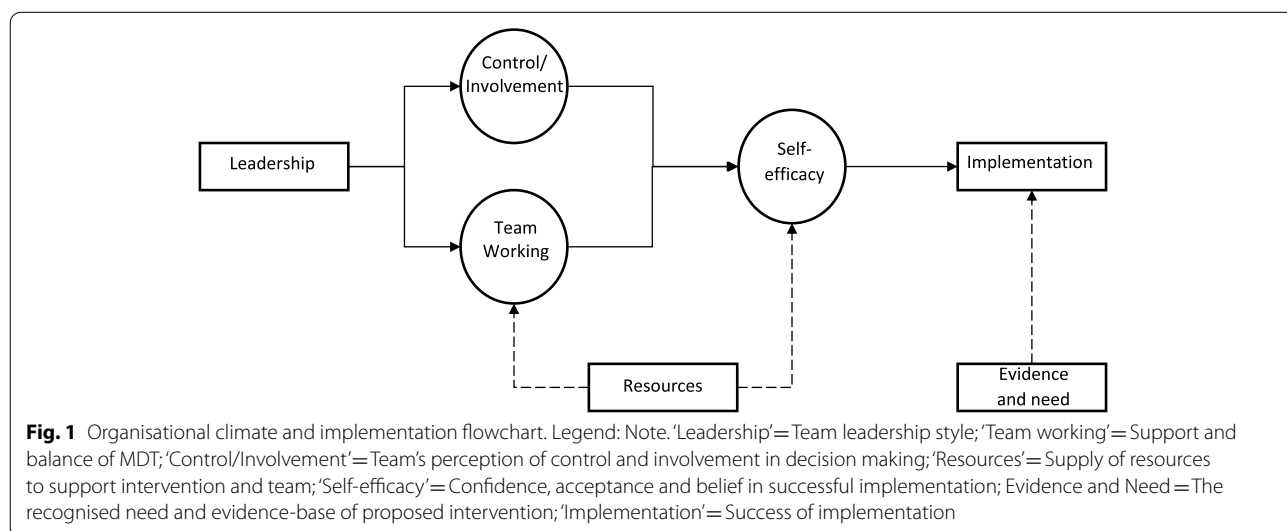 Control/
Involvement
Leadership
Self-
efficacy
Implementation
Team
Working
Resources
Evidence
and need
Fig. 1 Organisational climate and implementation flowchart. Legend: Note. ‘Leadership’ = Team leadership style; ‘Team working’ = Support and
balance of MDT; ‘Control/Involvement’ = Team’s perception of control and involvement in decision making; ‘Resources’ = Supply of resources
to support intervention and team; ‘Self-efficacy’ = Confidence, acceptance and belief in successful implementation; Evidence and Need = The
recognised need and evidence-base of proposed intervention; ‘Implementation’ = Success of implementation